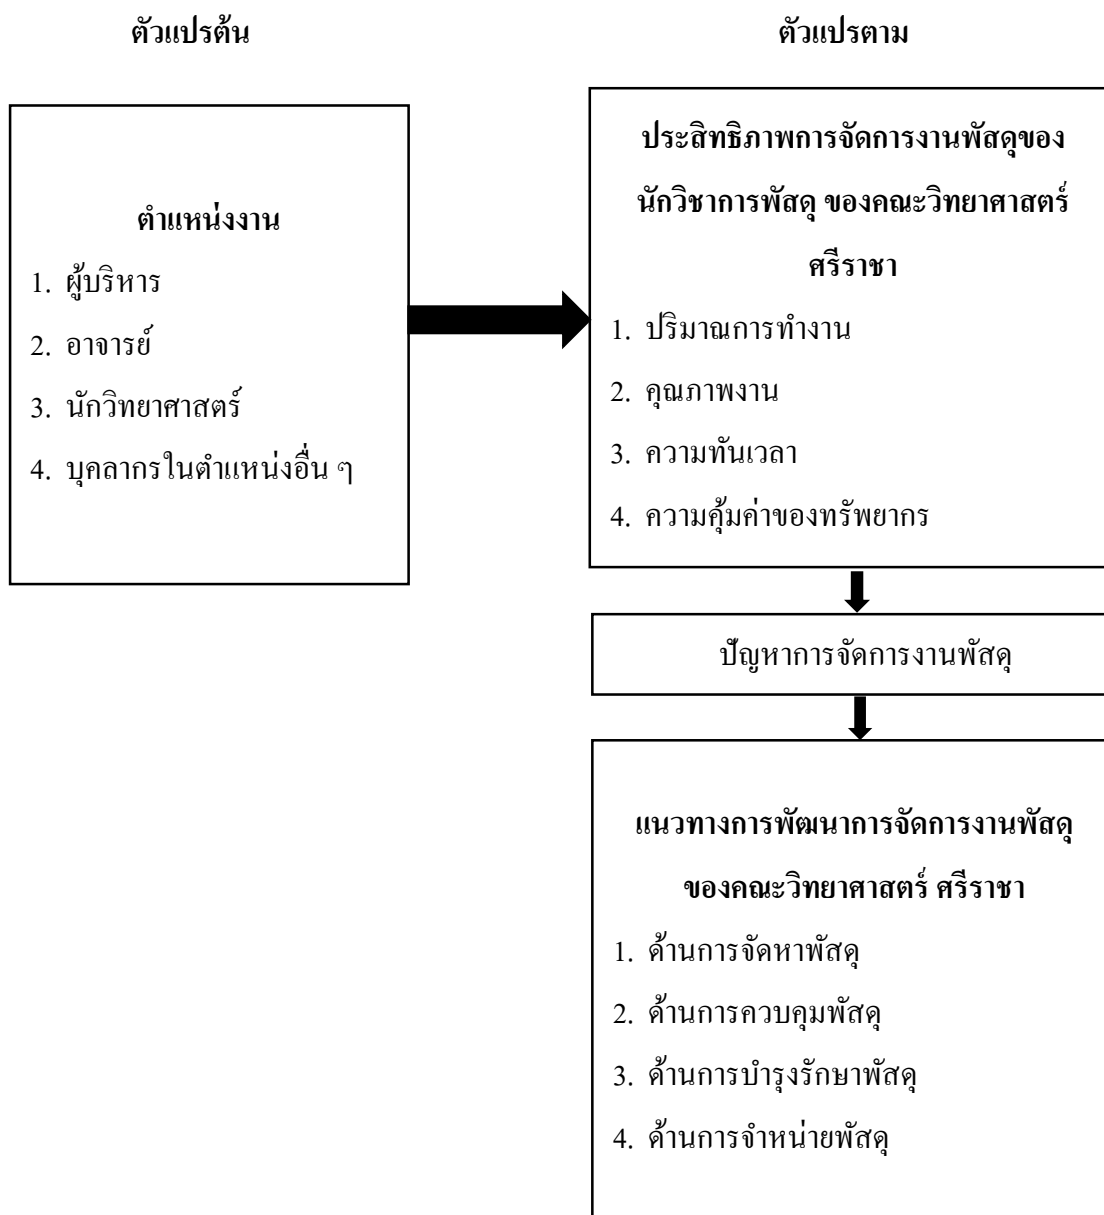 ตัวแปรต้น
ตัวแปรตาม
ตำแหน่งงาน
1. ผู้บริหาร
2. อาจารย์
3. นักวิทยาศาสตร์
4. บุคลากรในตำแหน่งอื่น ๆ
ประสิทธิภาพการจัดการงานพัสดุของ
นักวิชาการพัสดุ ของคณะวิทยาศาสตร์
ศรีราชา
1. ปริมาณการทำงาน
2. คุณภาพงาน
3. ความทันเวลา
4. ความคุ้มค่าของทรัพยากร
ปัญหาการจัดการงานพัสดุ
แนวทางการพัฒนาการจัดการงานพัสดุ
ของคณะวิทยาศาสตร์ ศรีราชา
1. ด้านการจัดหาพัสดุ
2. ด้านการควบคุมพัสดุ
3. ด้านการบำรุงรักษาพัสดุ
4. ด้านการจำหน่ายพัสดุ